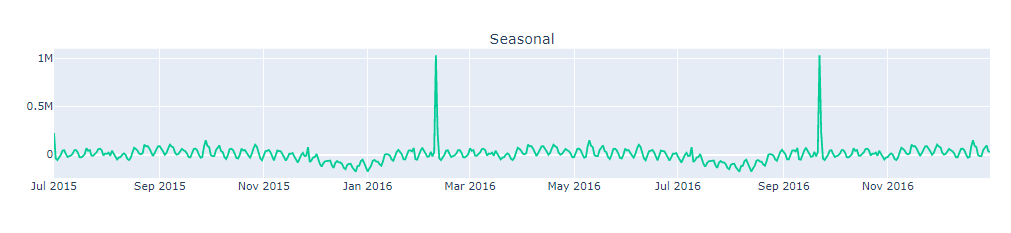 Seasonal
1M
0.5M
0
Jul 2015
Sep 2015
Nov 2015
Jan 2016
Mar 2016
May 2016
Jul 2016
Sep 2016
Nov 2016